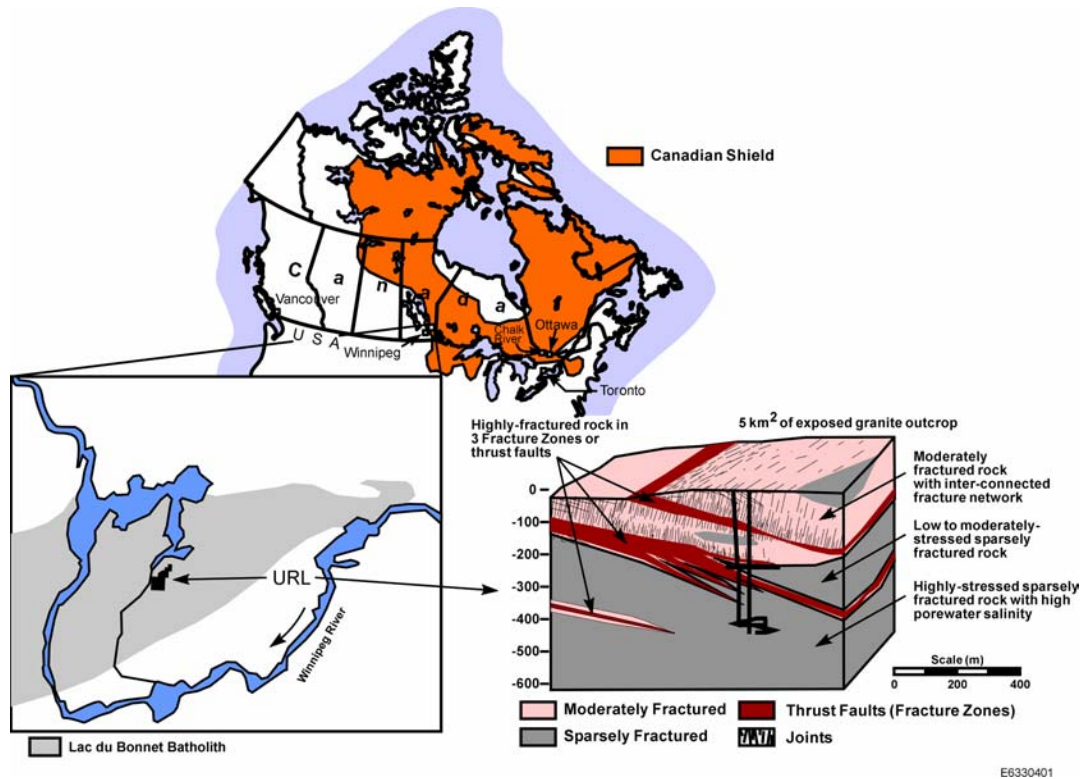 Canadian Shield
C a n a d a
Vancouver
U S A
Winnipeg
Chalk
River
Ottawa
Toronto
URL
Winnipeg River
Lac du Bonnet Batholith
Highly-fractured rock in
3 Fracture Zones or
thrust faults
5 km² of exposed granite outcrop
Moderately
fractured rock
with inter-connected
fracture network
Low to moderately-
stressed sparsely
fractured rock
Highly-stressed sparsely
fractured rock with high
porewater salinity
0
-100
-200
-300
-400
-500
-600
Scale (m)
0 200 400
Moderately Fractured
Thrust Faults (Fracture Zones)
Sparsely Fractured
Joints
E6330401